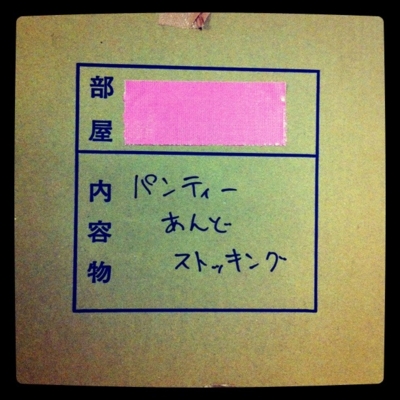 部屋
内容物
パンティー
あんど
ストッキング